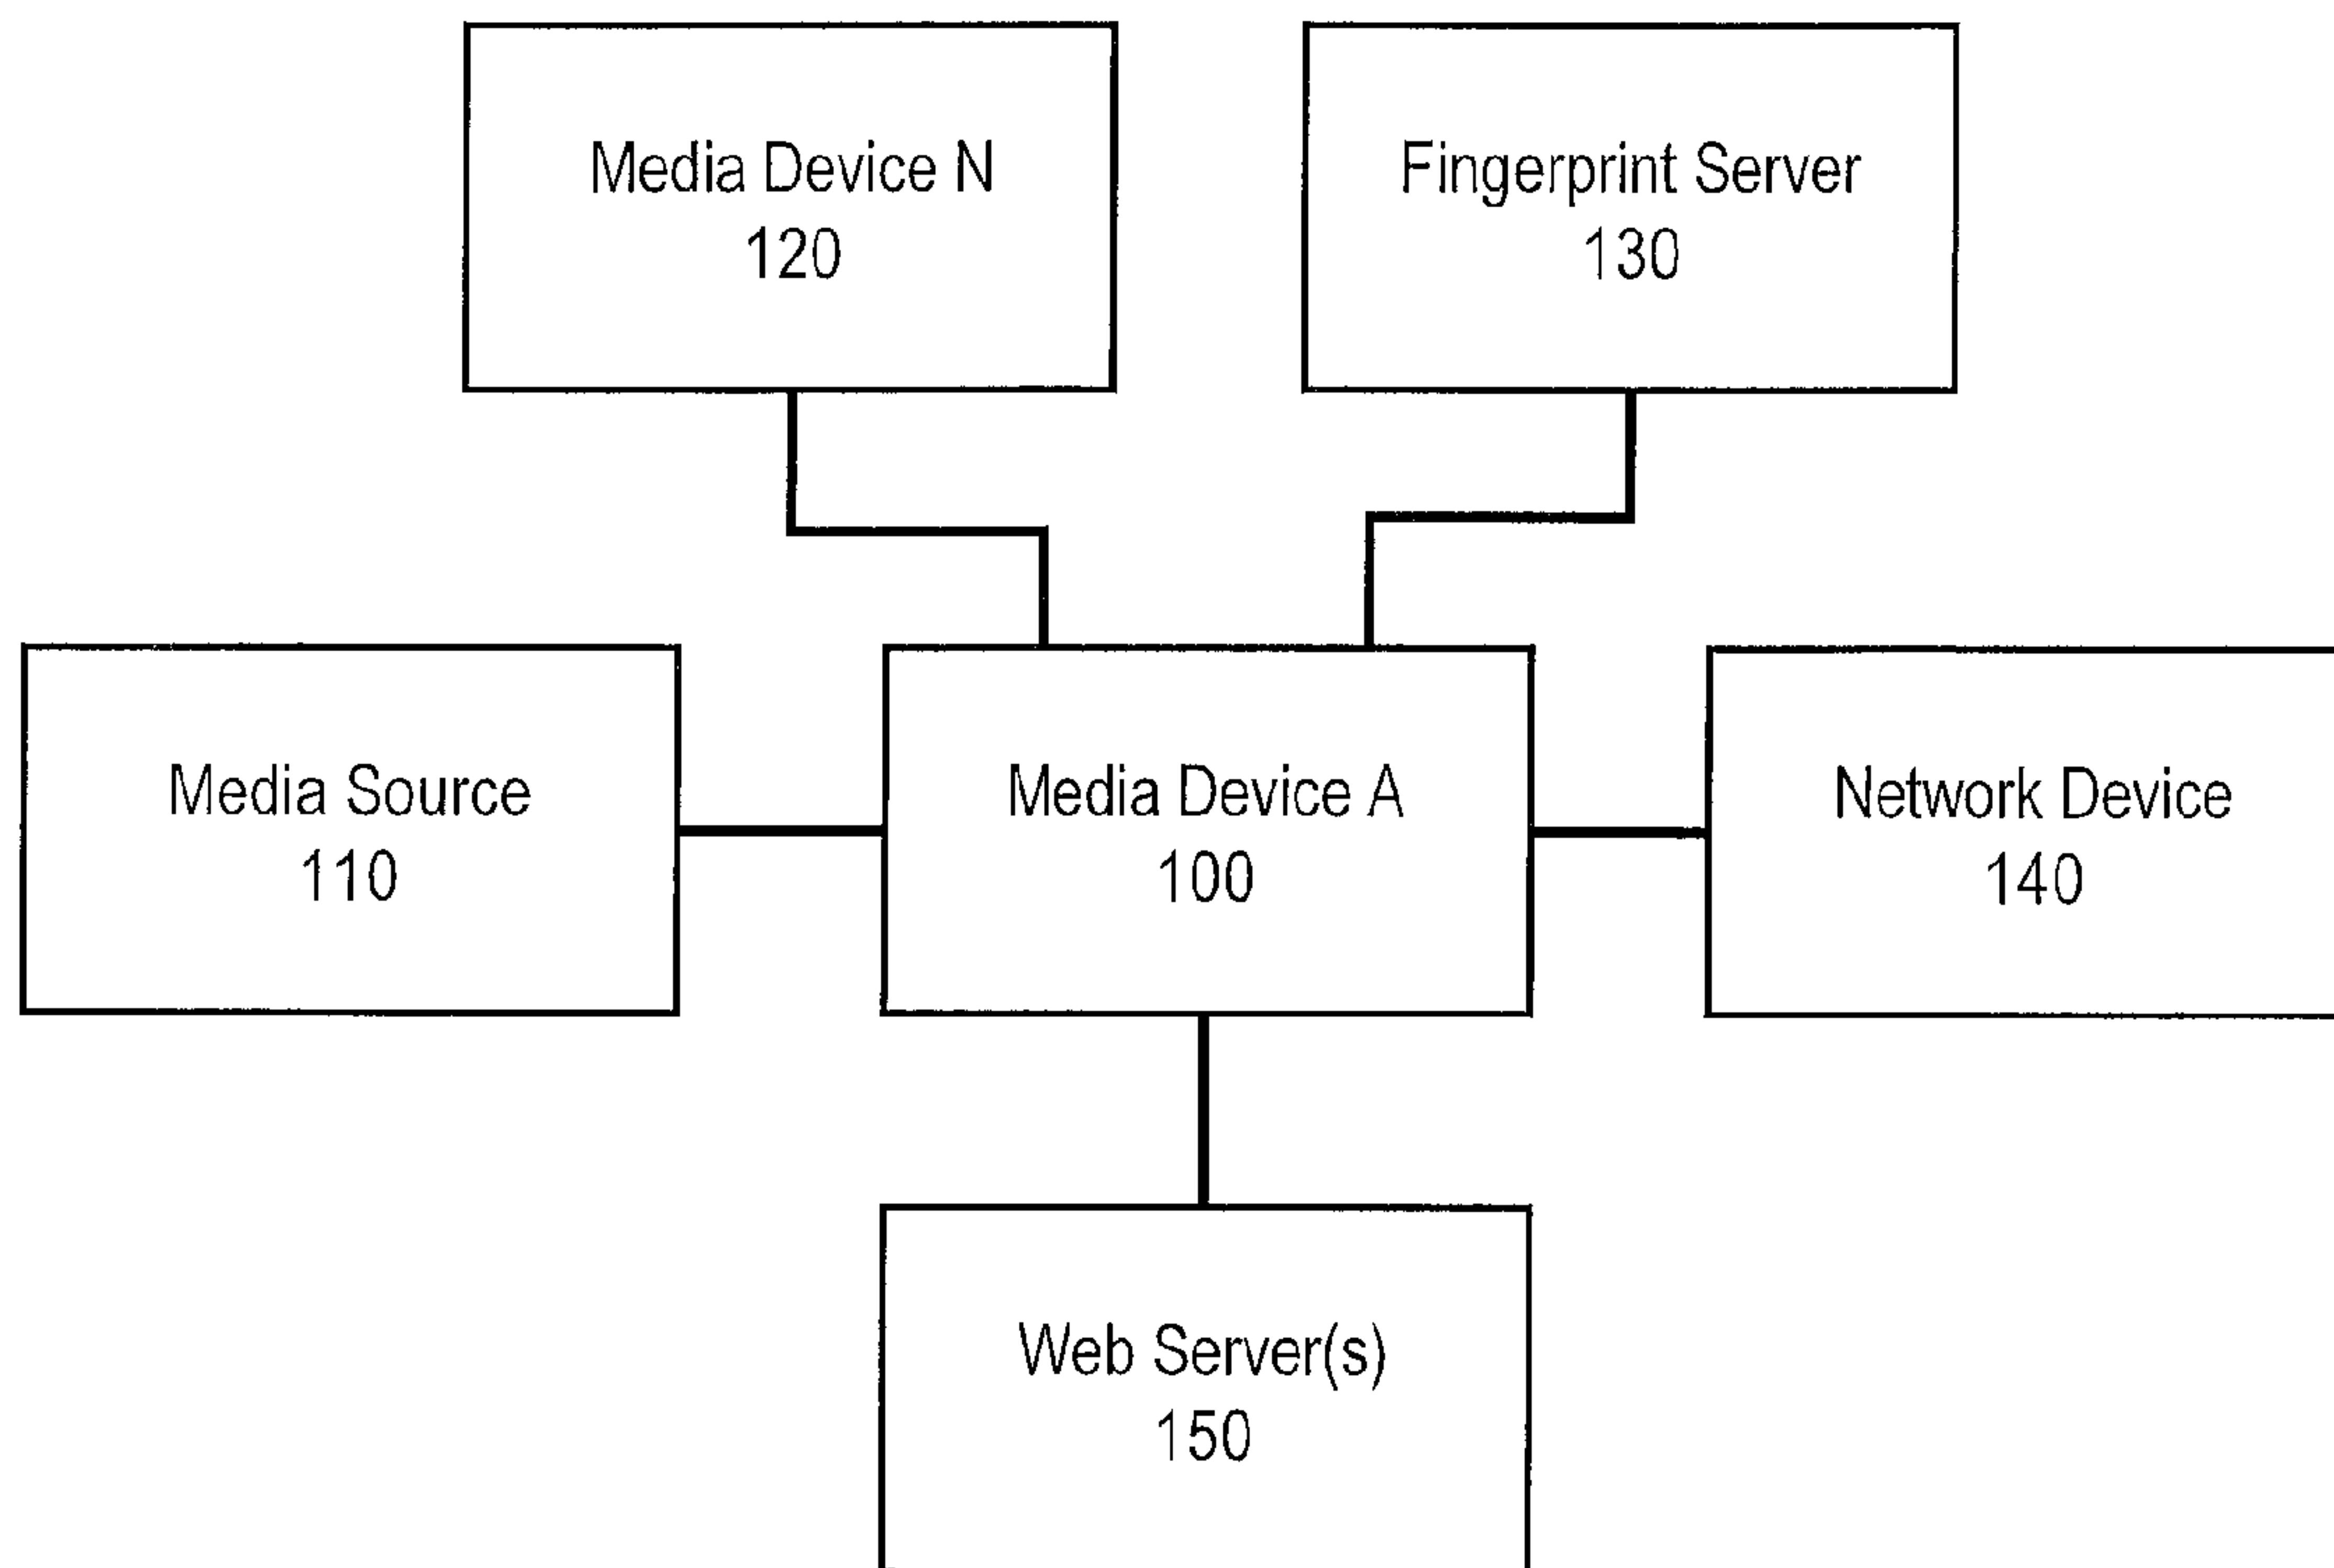 Media Device N
120
Fingerprint Server
130
Media Source
110
Media Device A
100
Network Device
140
Web Server(s)
150